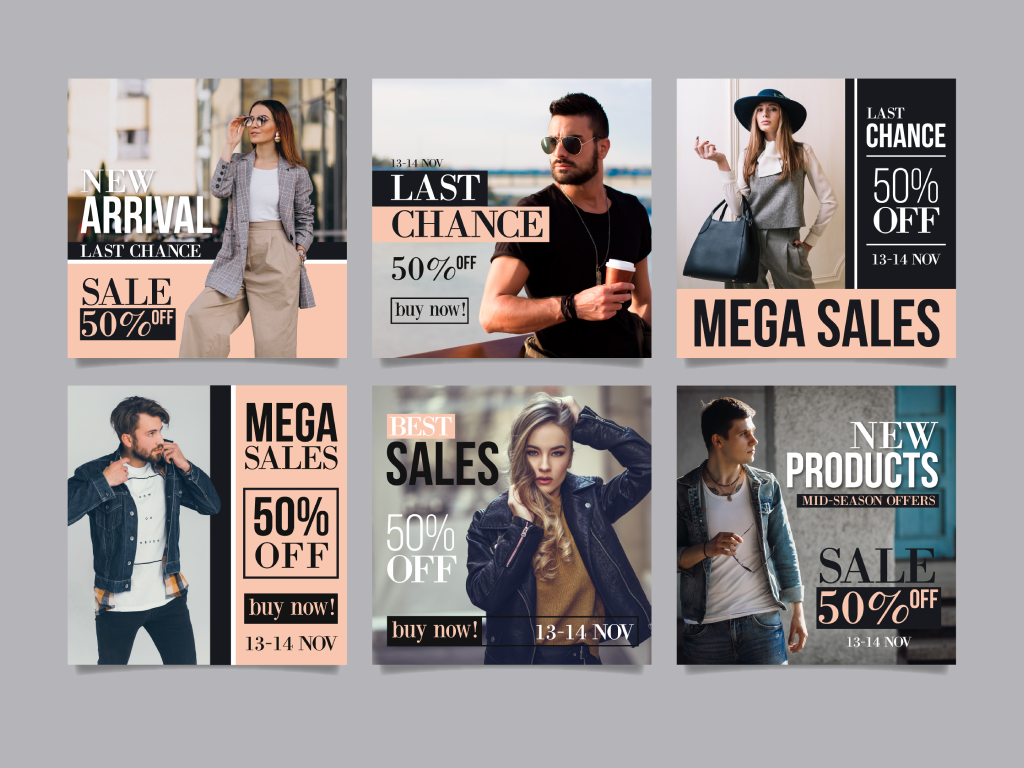 NEW
ARRIVAL
LAST CHANCE
SALE
50% OFF
13-14 NOV
LAST
CHANCE
50% OFF
buy now!
LAST
CHANCE
50%
OFF
13-14 NOV
MEGA SALES
MEGA
SALES
50%
OFF
buy now!
13-14 NOV
BEST
SALES
50%
OFF
buy now!
13-14 NOV
NEW
PRODUCTS
MID-SEASON OFFERS
SALE
50% OFF
13-14 NOV